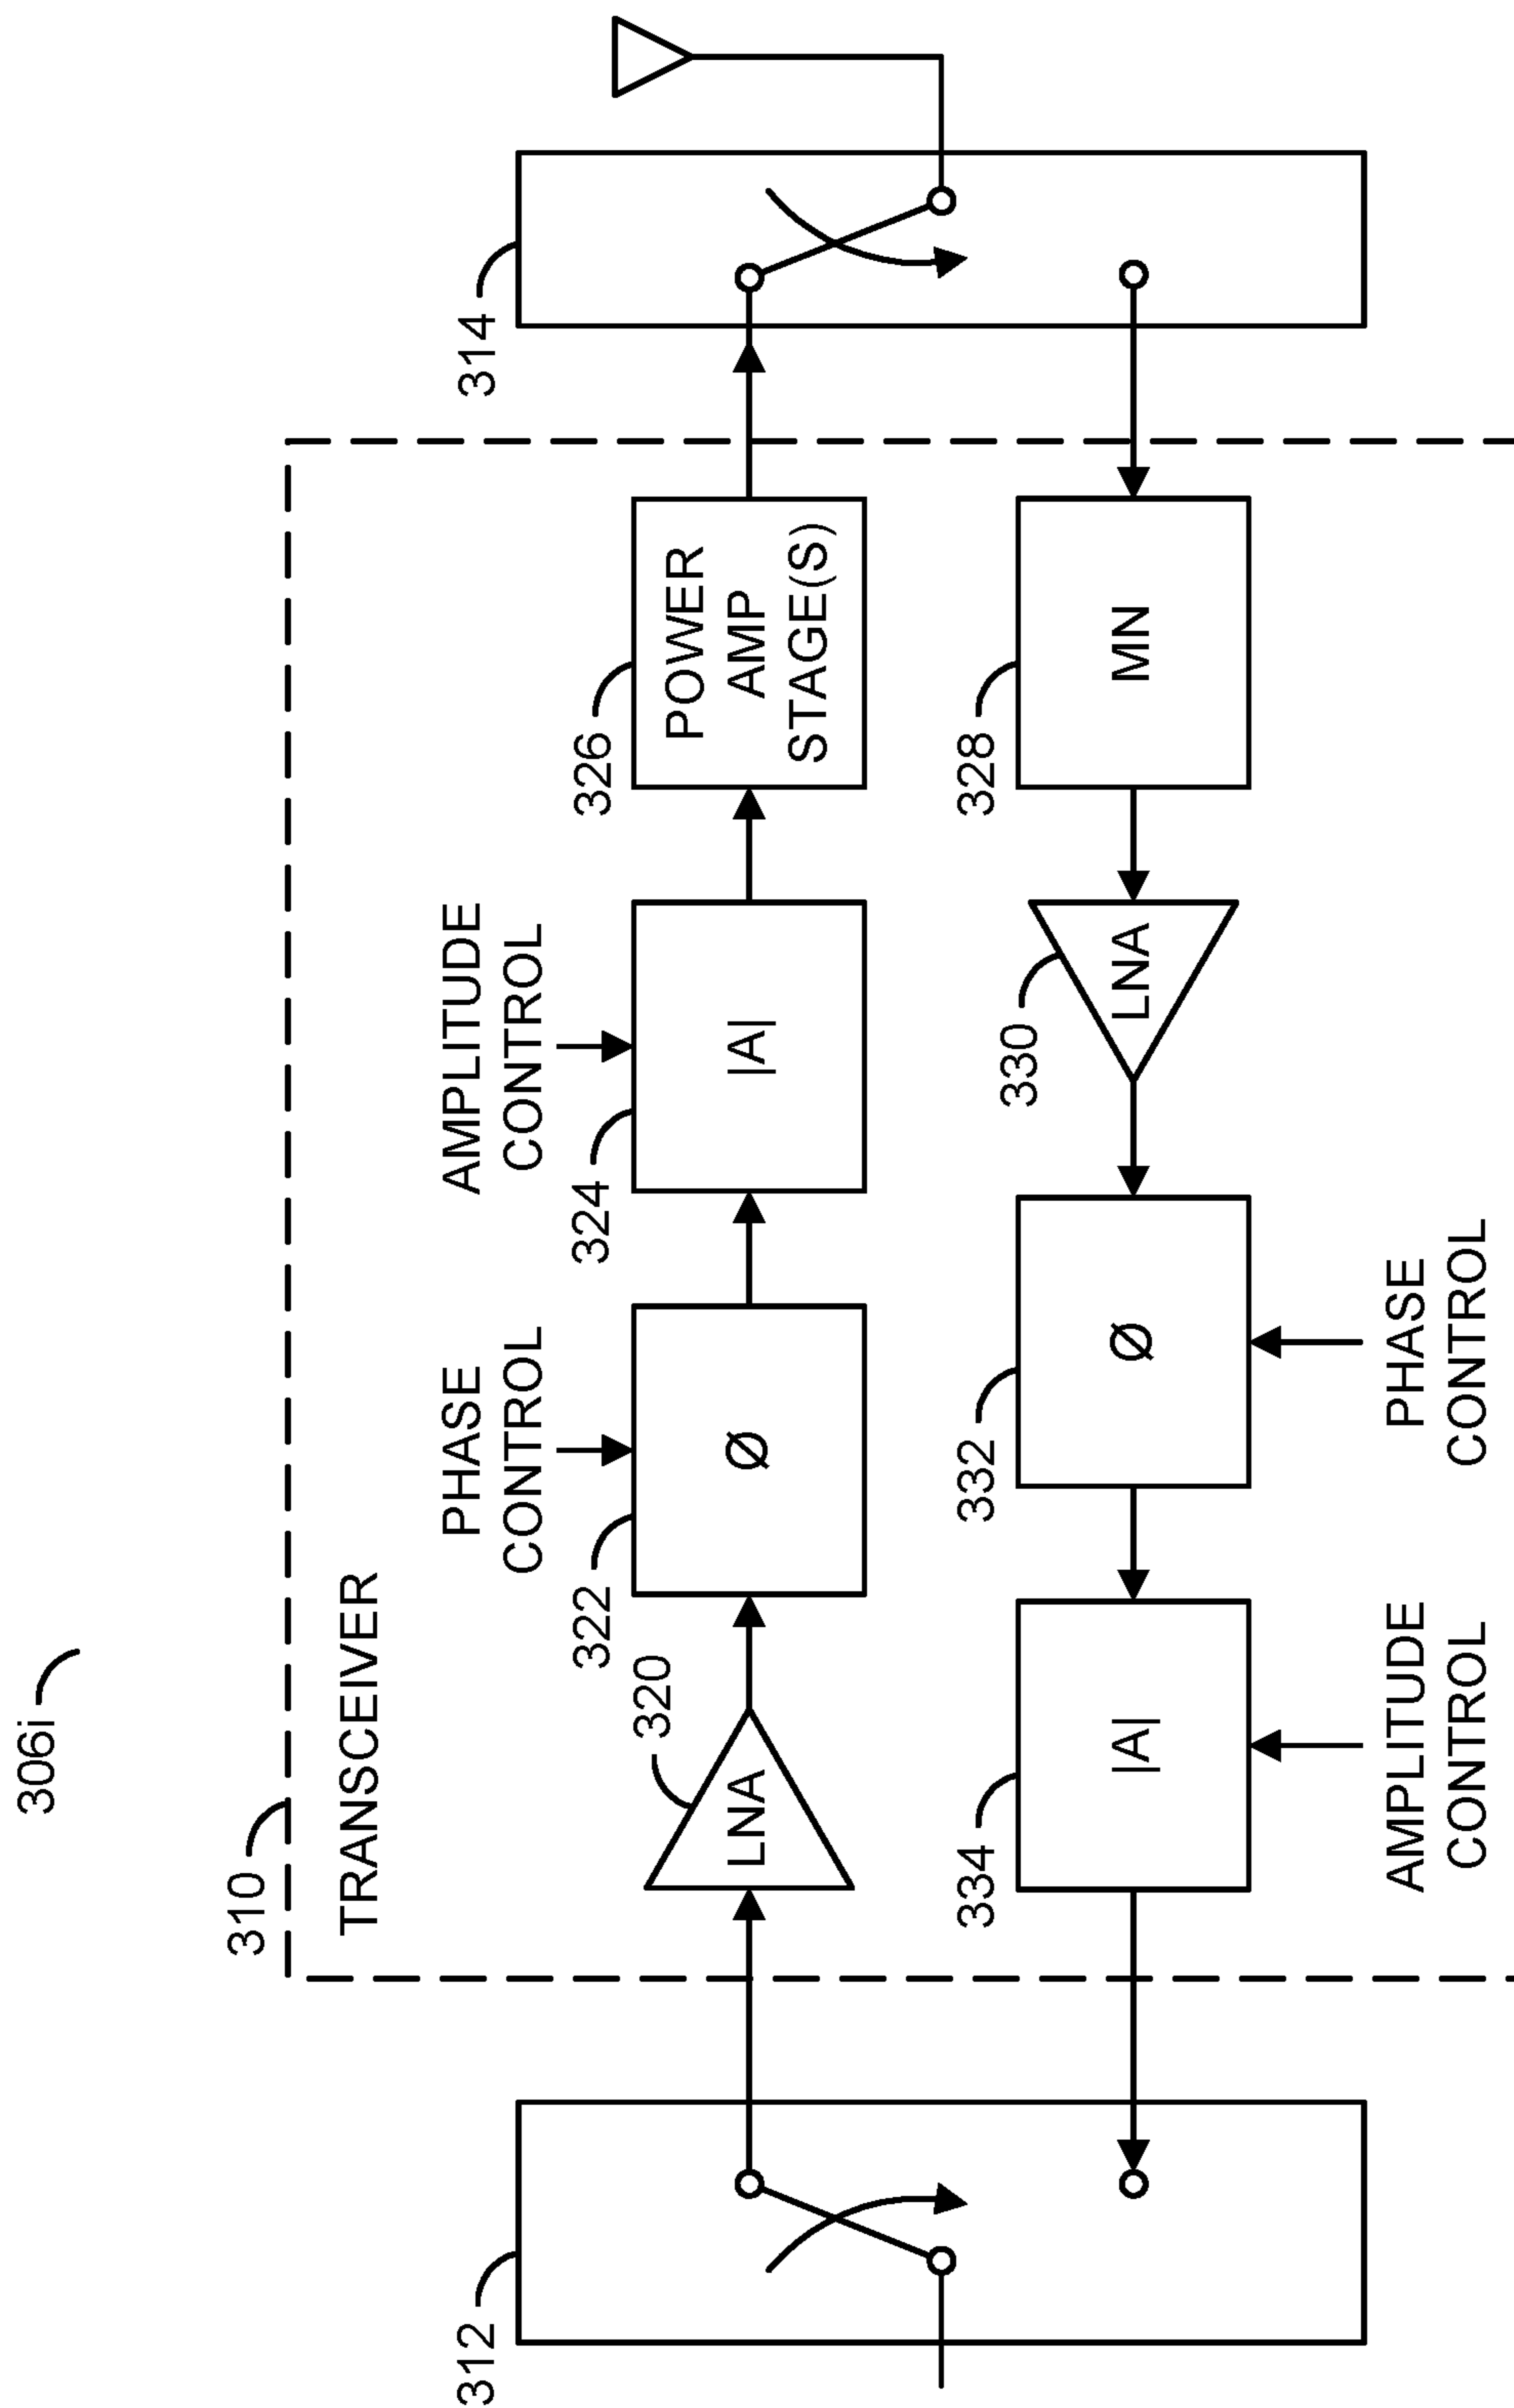 306i
310
TRANSCEIVER
312
314
PHASE
CONTROL
AMPLITUDE
CONTROL
320
LNA
322
Ø
324
|A|
326
POWER
AMP
STAGE(S)
334
|A|
332
Ø
330
LNA
328
MN
AMPLITUDE
CONTROL
PHASE
CONTROL